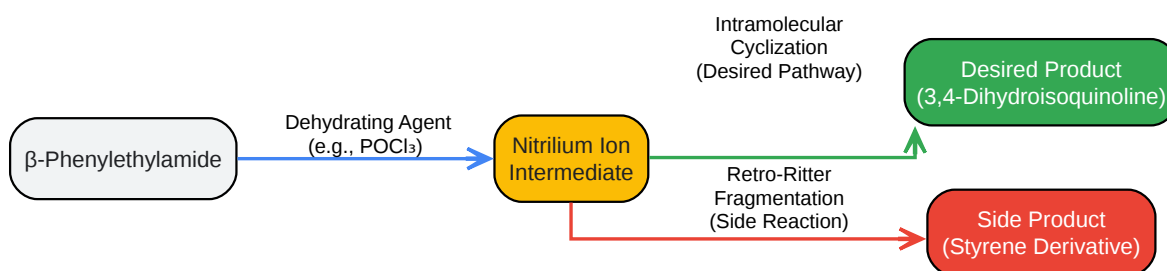 β-Phenylethylamide
Dehydrating Agent
(e.g., POCl₃)
Nitrilium Ion
Intermediate
Intramolecular
Cyclization
(Desired Pathway)
Desired Product
(3,4-Dihydroisoquinoline)
Retro-Ritter
Fragmentation
(Side Reaction)
Side Product
(Styrene Derivative)